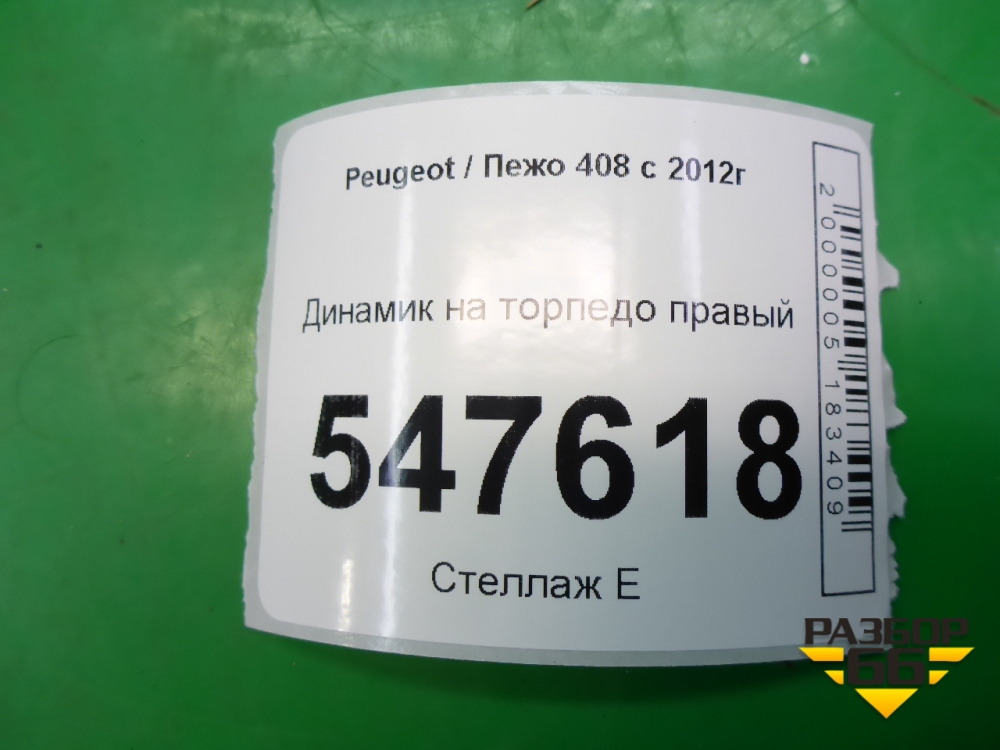 Peugeot / Пежо 408 с 2012г
Динамик на торпедо правый
547618
Стеллаж Е
2000005183409
РАЗБОР
66